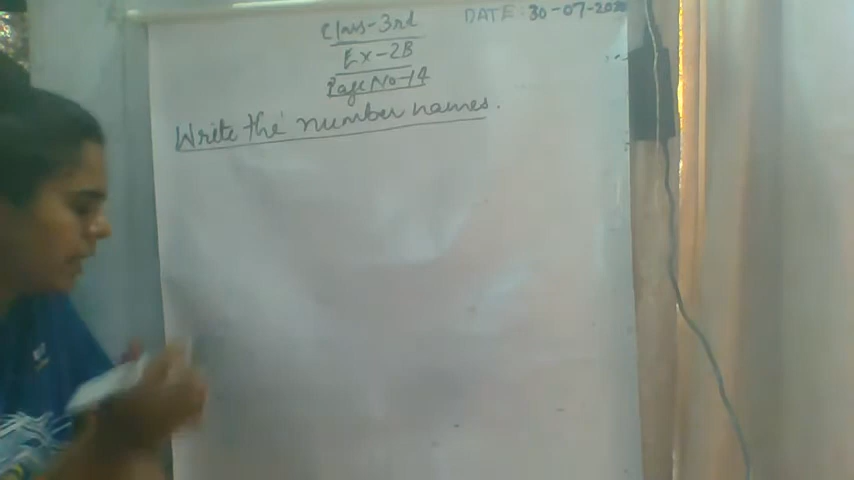 DATE: 30-07-2020
Class-3rd
Ex-2B
Page No-14
Write the number names.